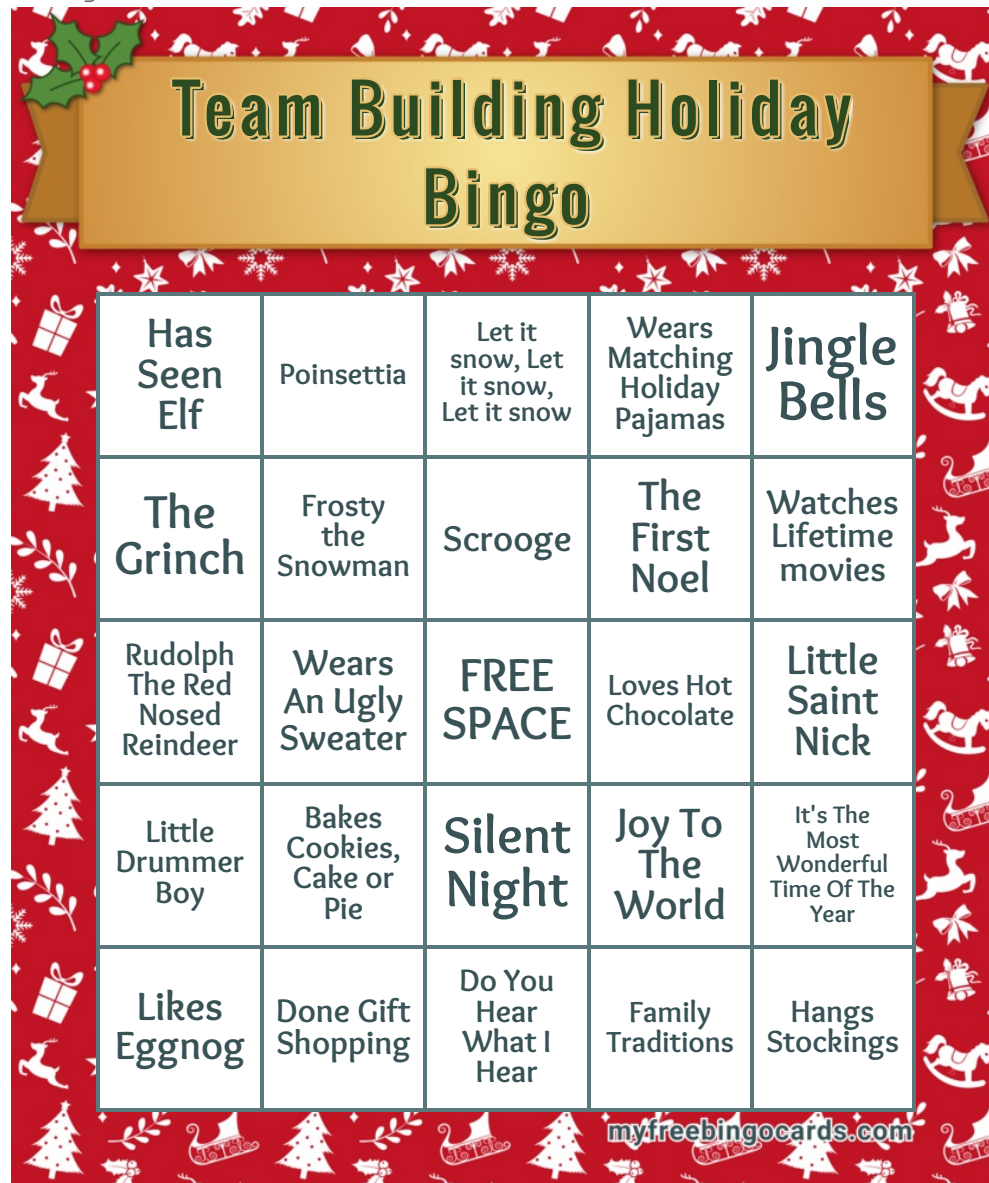 Team Building Holiday
Bingo
Has
Seen
Elf
Poinsettia
Let it
snow, Let
it snow,
Let it snow
Wears
Matching
Holiday
Pajamas
Jingle
Bells
The
Grinch
Frosty
the
Snowman
Scrooge
The
First
Noel
Watches
Lifetime
movies
Rudolph
The Red
Nosed
Reindeer
Wears
An Ugly
Sweater
FREE
SPACE
Loves Hot
Chocolate
Little
Saint
Nick
Little
Drummer
Boy
Bakes
Cookies,
Cake or
Pie
Silent
Night
Joy To
The
World
It's The
Most
Wonderful
Time Of The
Year
Likes
Eggnog
Done Gift
Shopping
Do You
Hear
What I
Hear
Family
Traditions
Hangs
Stockings
myfreebingocards.com